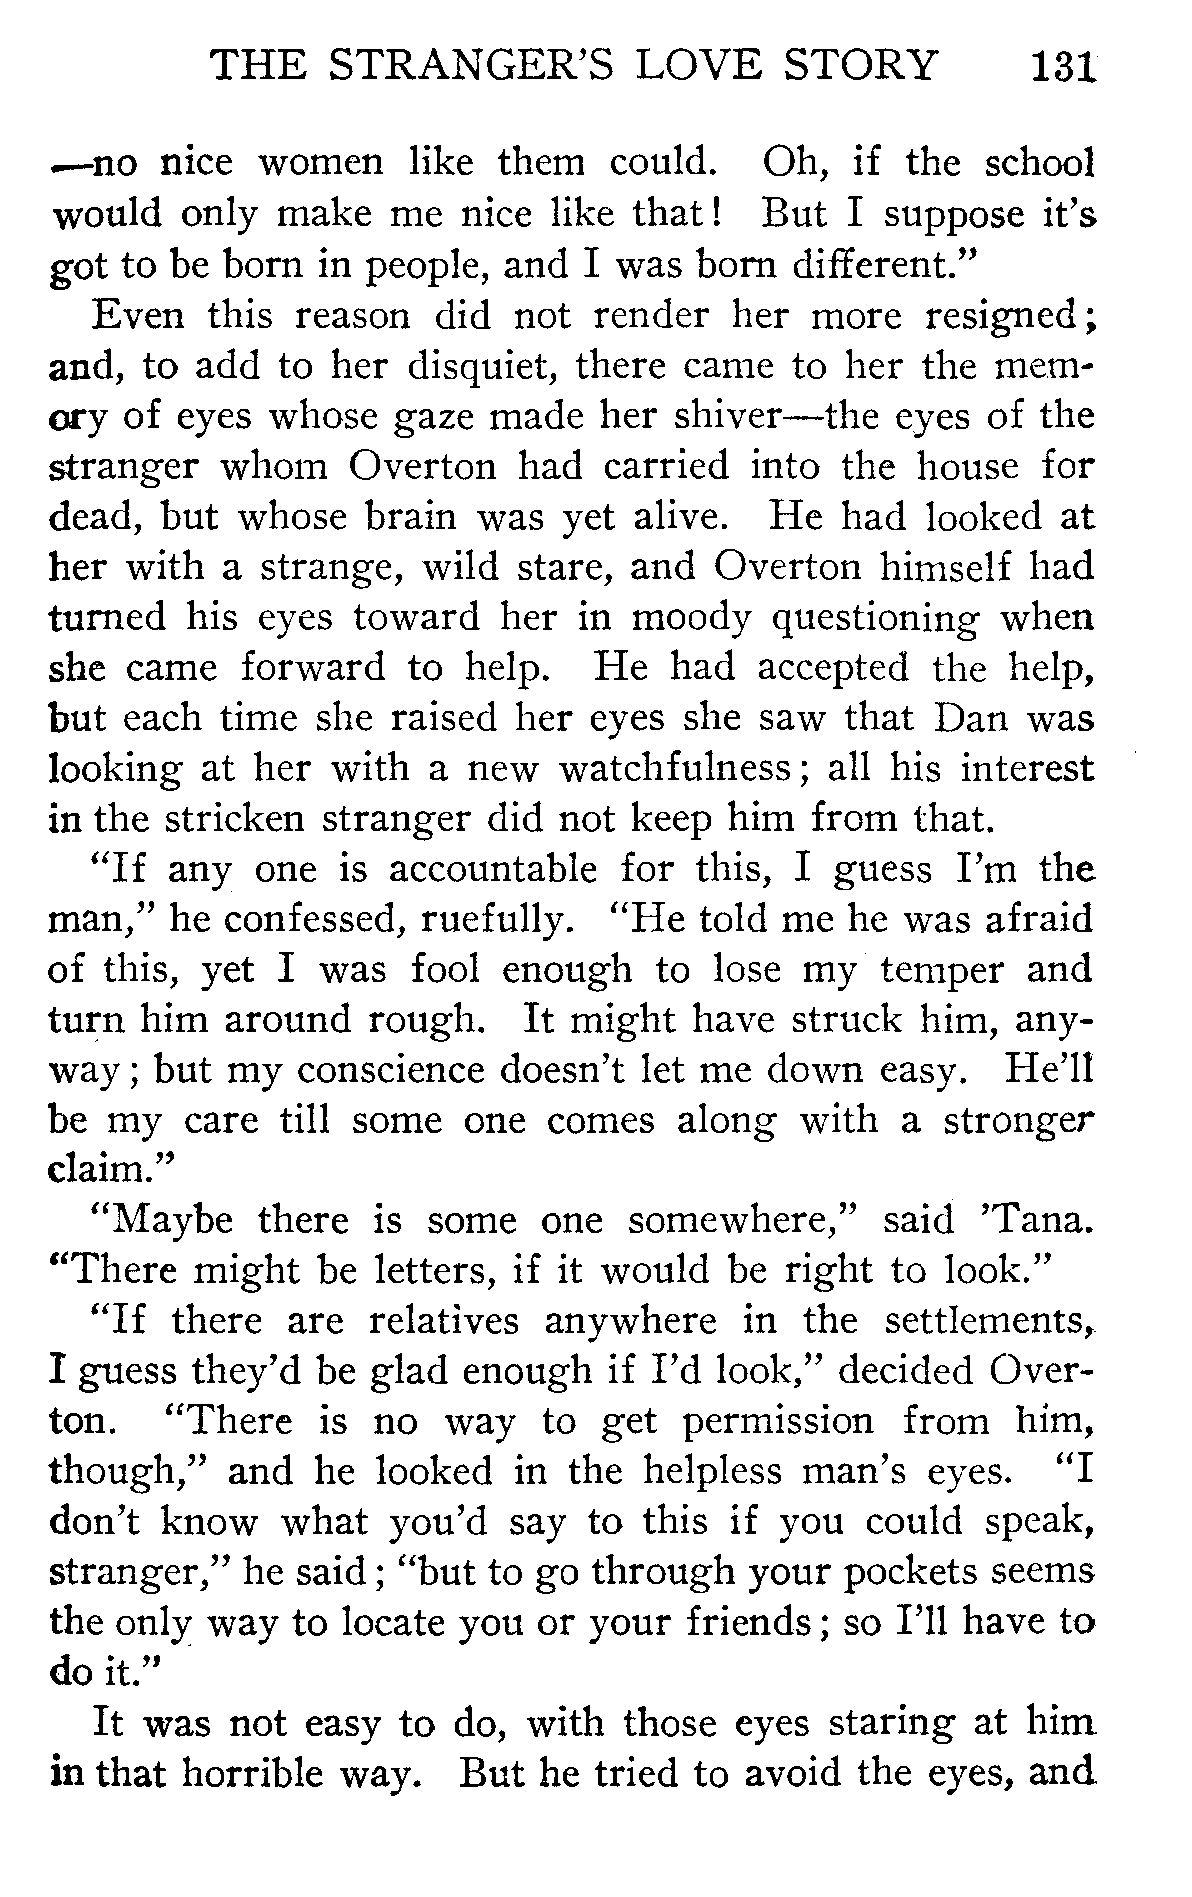 THE STRANGER’S LOVE STORY 131
—no nice women like them could. Oh, if the school
would only make me nice like that! But I suppose it’s
got to be born in people, and I was born different.”
Even this reason did not render her more resigned;
and, to add to her disquiet, there came to her the mem-
ory of eyes whose gaze made her shiver—the eyes of the
stranger whom Overton had carried into the house for
dead, but whose brain was yet alive. He had looked at
her with a strange, wild stare, and Overton himself had
turned his eyes toward her in moody questioning when
she came forward to help. He had accepted the help,
but each time she raised her eyes she saw that Dan was
looking at her with a new watchfulness; all his interest
in the stricken stranger did not keep him from that.
“If any one is accountable for this, I guess I’m the
man,” he confessed, ruefully. “He told me he was afraid
of this, yet I was fool enough to lose my temper and
turn him around rough. It might have struck him, any-
way; but my conscience doesn’t let me down easy. He’ll
be my care till some one comes along with a stronger
claim.”
“Maybe there is some one somewhere,” said ’Tana.
“There might be letters, if it would be right to look.”
“If there are relatives anywhere in the settlements,
I guess they’d be glad enough if I’d look,” decided Over-
ton. “There is no way to get permission from him,
though,” and he looked in the helpless man’s eyes. “I
don’t know what you’d say to this if you could speak,
stranger,” he said; “but to go through your pockets seems
the only way to locate you or your friends; so I’ll have to
do it.”
It was not easy to do, with those eyes staring at him
in that horrible way. But he tried to avoid the eyes, and